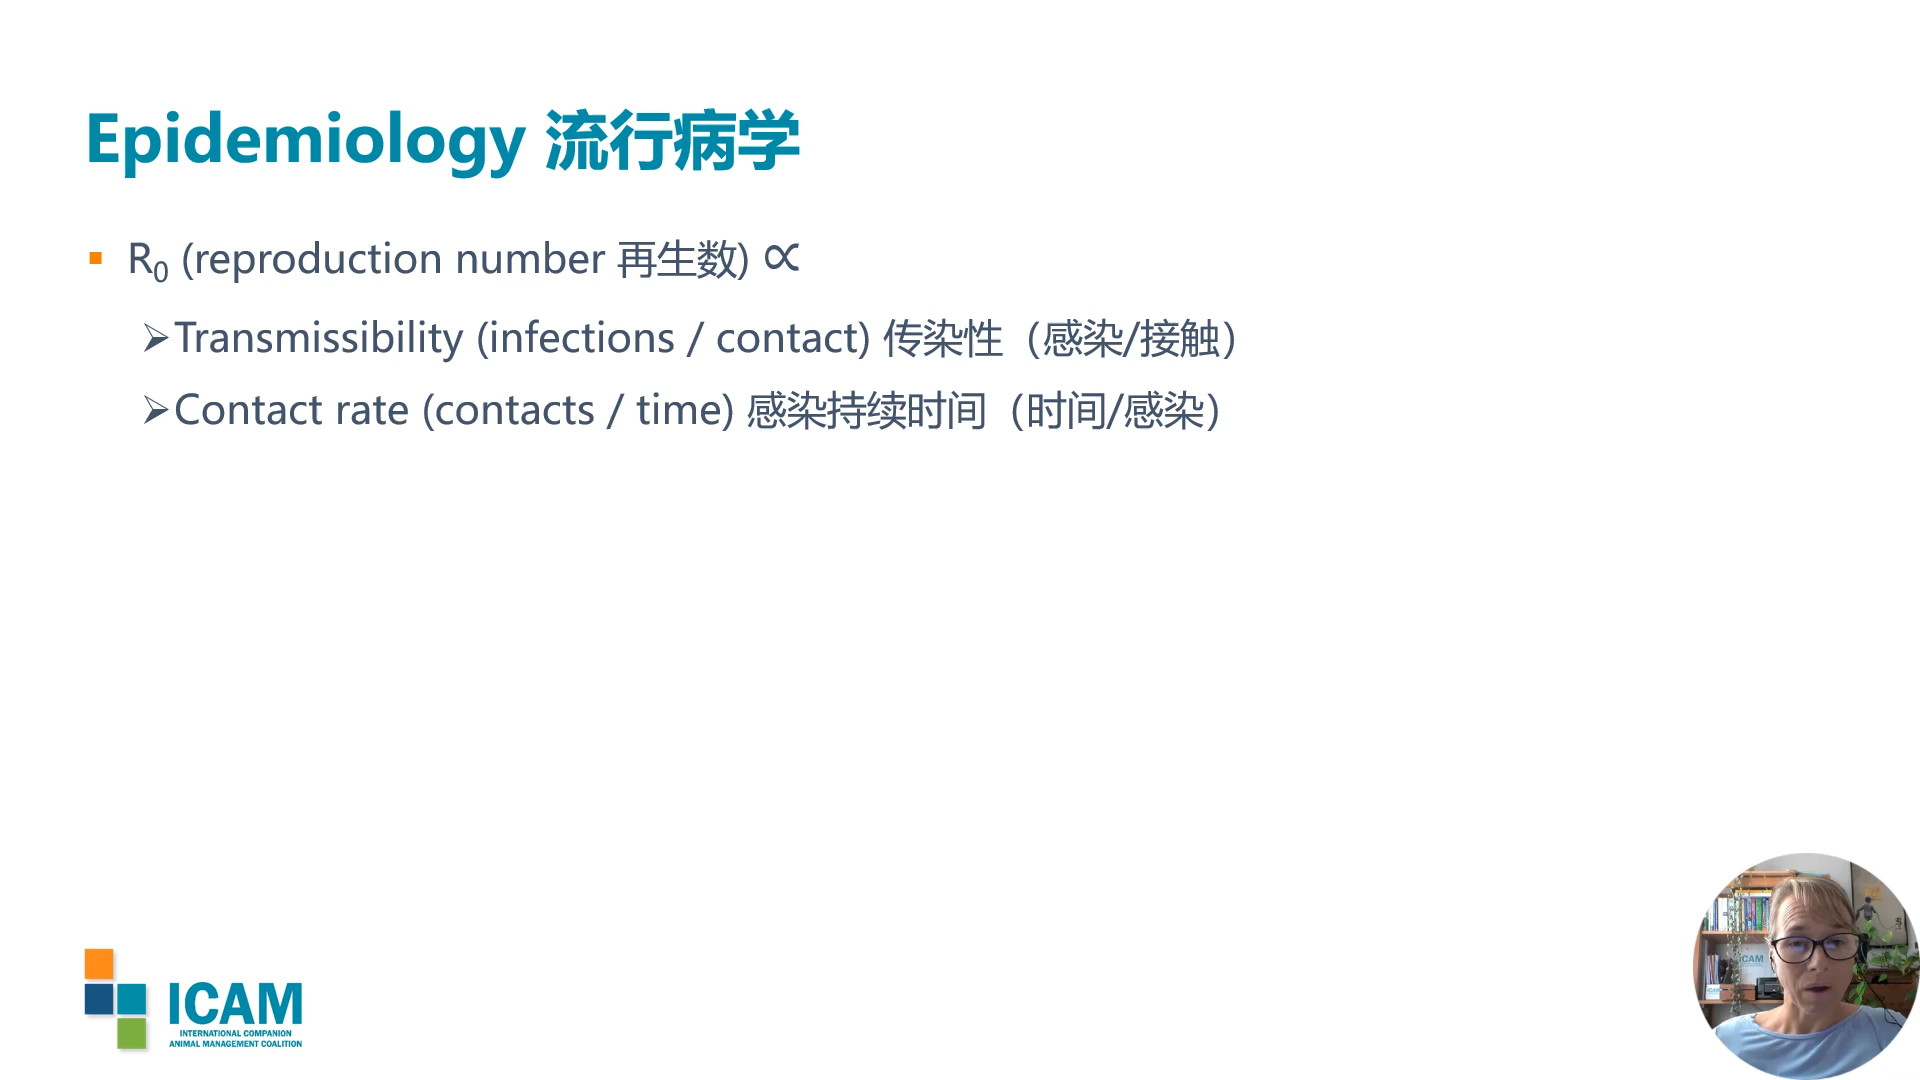 Epidemiology 流行病学
▪ R₀ (reproduction number 再生数) ∝
➢Transmissibility (infections / contact) 传染性（感染/接触）
➢Contact rate (contacts / time) 感染持续时间（时间/感染）
ICAM
INTERNATIONAL COMPANION
ANIMAL MANAGEMENT COALITION
ICAM